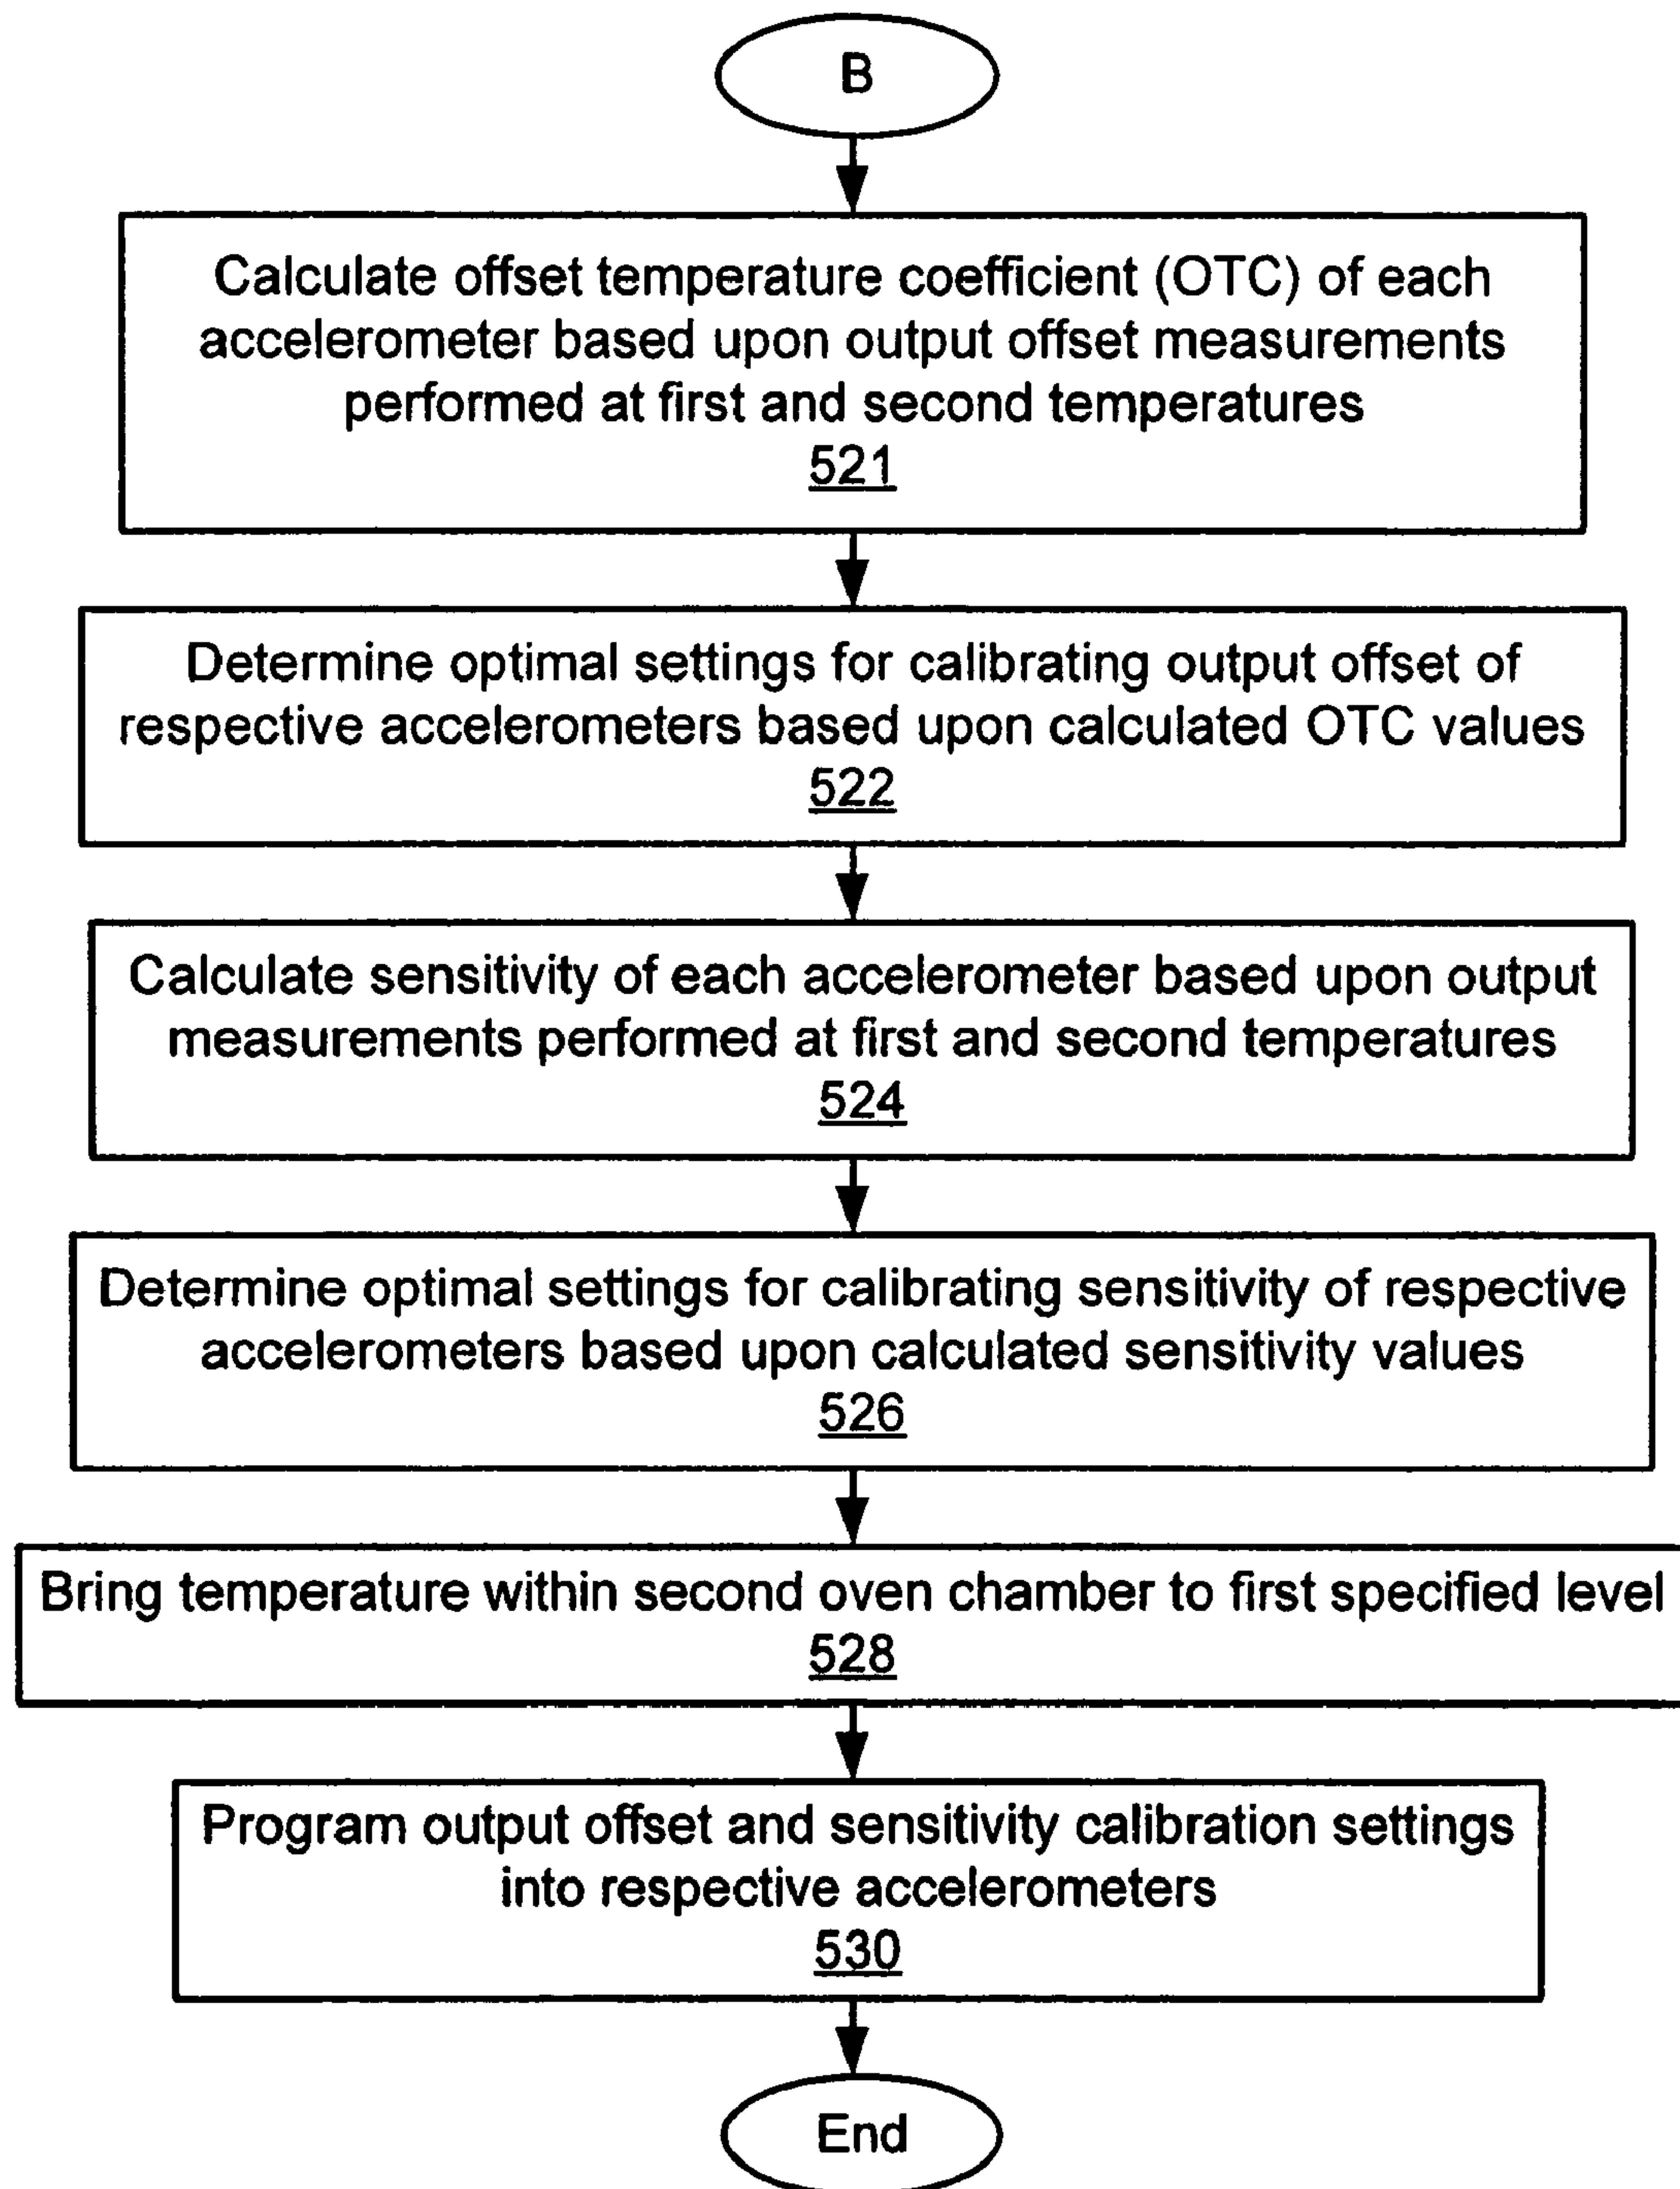 B
Calculate offset temperature coefficient (OTC) of each
accelerometer based upon output offset measurements
performed at first and second temperatures
521
Determine optimal settings for calibrating output offset of
respective accelerometers based upon calculated OTC values
522
Calculate sensitivity of each accelerometer based upon output
measurements performed at first and second temperatures
524
Determine optimal settings for calibrating sensitivity of respective
accelerometers based upon calculated sensitivity values
526
Bring temperature within second oven chamber to first specified level
528
Program output offset and sensitivity calibration settings
into respective accelerometers
530
End